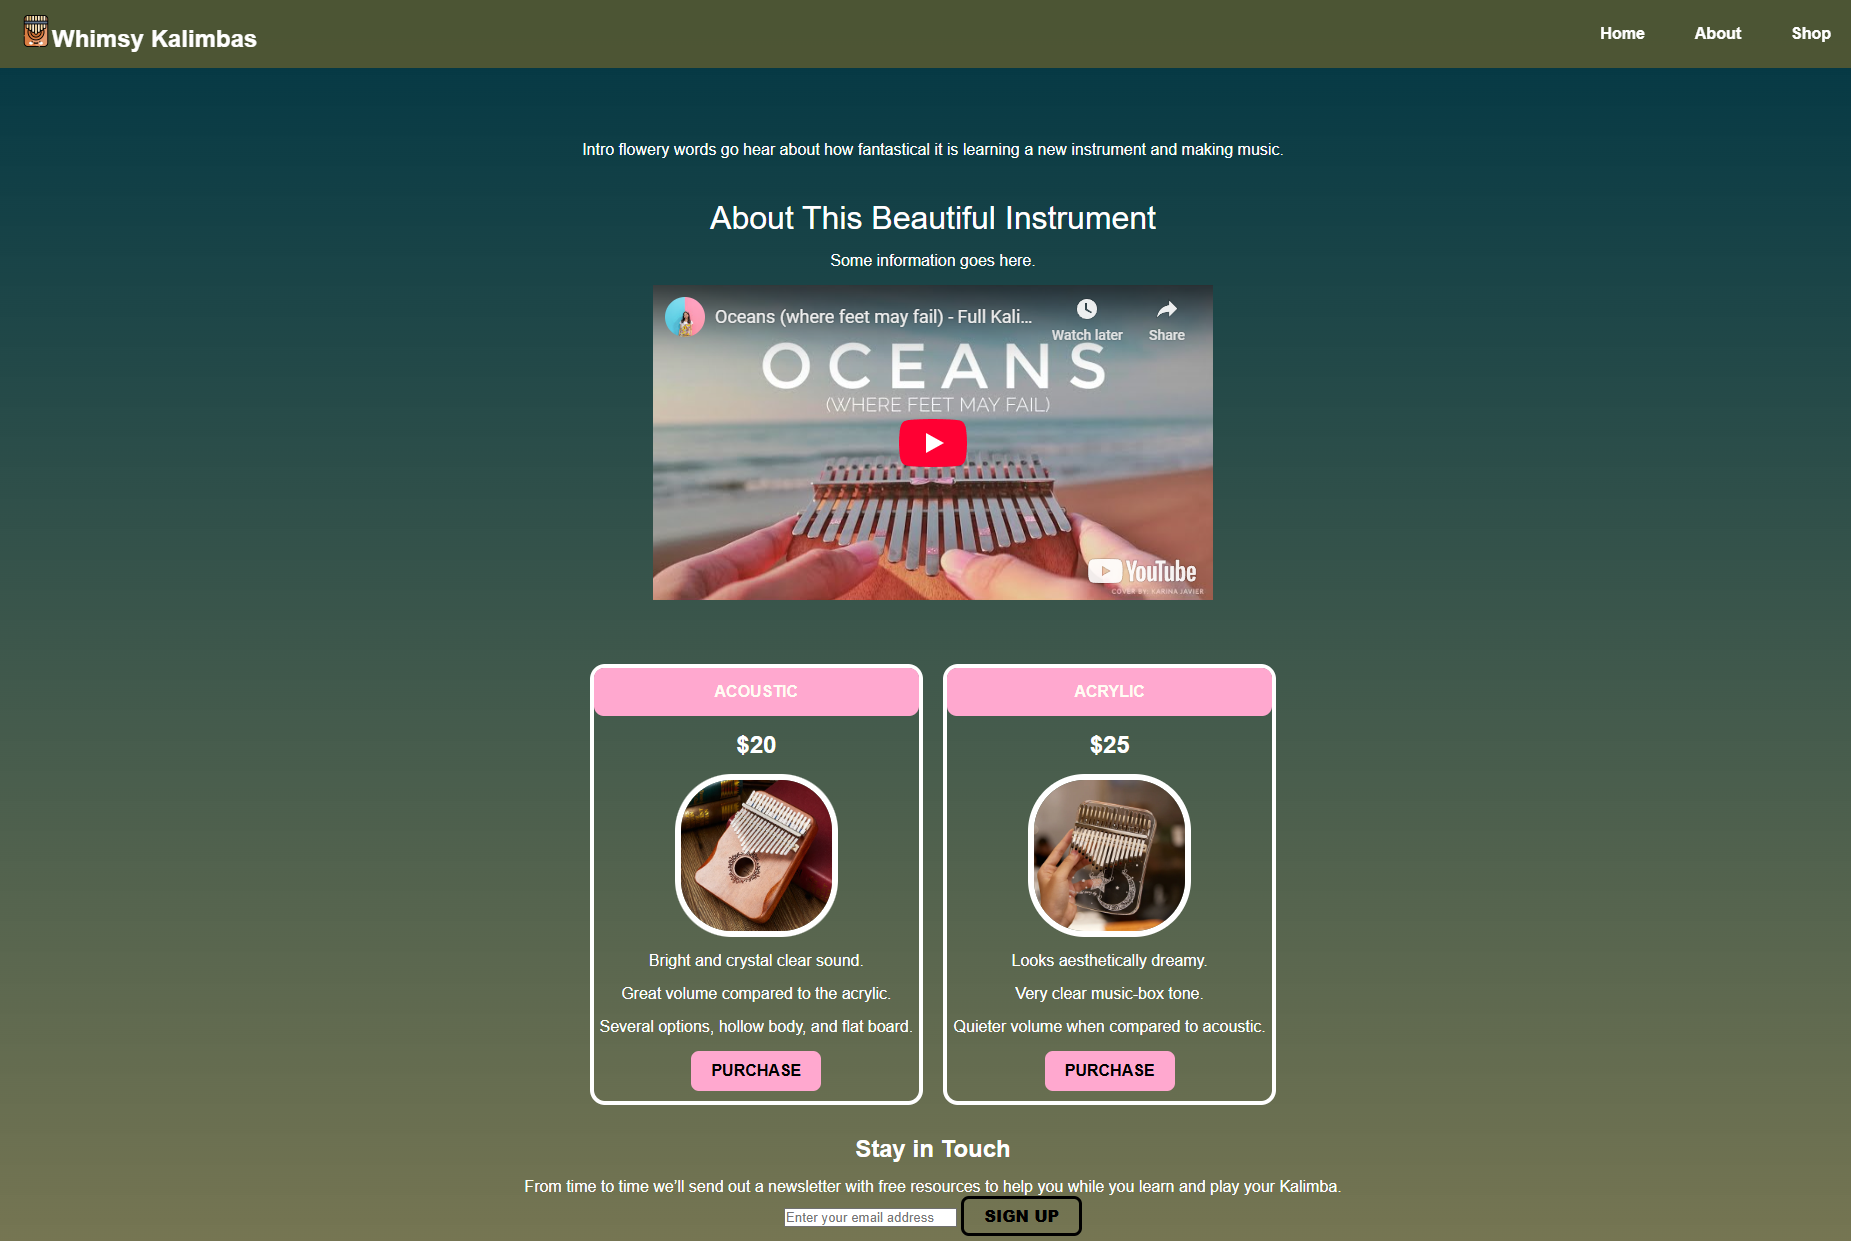 Whimsy Kalimbas
Home About Shop
Intro flowery words go hear about how fantastical it is learning a new instrument and making music.
About This Beautiful Instrument
Some information goes here.
Oceans (where feet may fail) - Full Kali...
Watch later
Share
OCEANS
(WHERE FEET MAY FAIL)
YouTube
COVER BY: KARINA JAVIER
ACOUSTIC
$20
Bright and crystal clear sound.
Great volume compared to the acrylic.
Several options, hollow body, and flat board.
PURCHASE
ACRYLIC
$25
Looks aesthetically dreamy.
Very clear music-box tone.
Quieter volume when compared to acoustic.
PURCHASE
Stay in Touch
From time to time we’ll send out a newsletter with free resources to help you while you learn and play your Kalimba.
Enter your email address SIGN UP